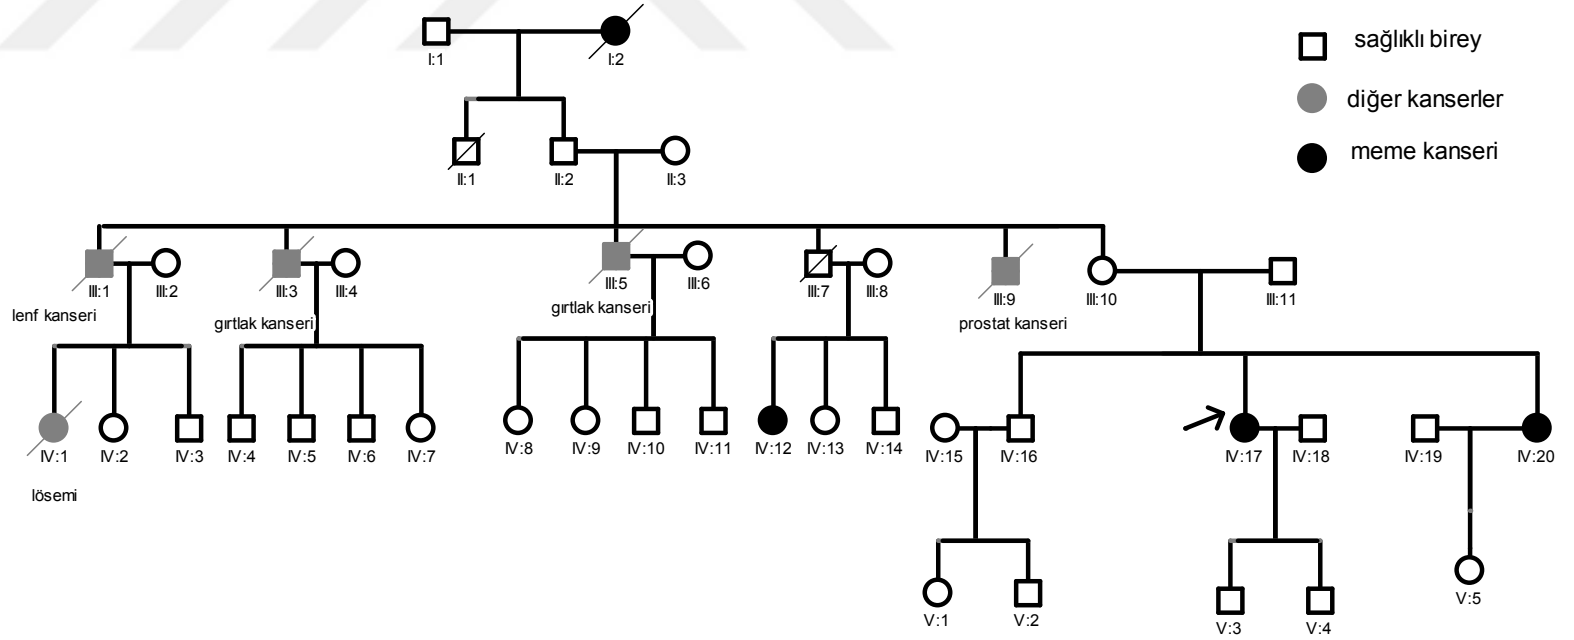 sağlıklı birey
diğer kanserler
meme kanseri
I:1
I:2
II:1
II:2
II:3
III:1
III:2
III:3
III:4
III:5
III:6
III:7
III:8
III:9
III:10
III:11
lenf kanseri
gırtlak kanseri
gırtlak kanseri
prostat kanseri
IV:1
IV:2
IV:3
IV:4
IV:5
IV:6
IV:7
IV:8
IV:9
IV:10
IV:11
IV:12
IV:13
IV:14
IV:15
IV:16
IV:17
IV:18
IV:19
IV:20
lösemi
V:1
V:2
V:3
V:4
V:5